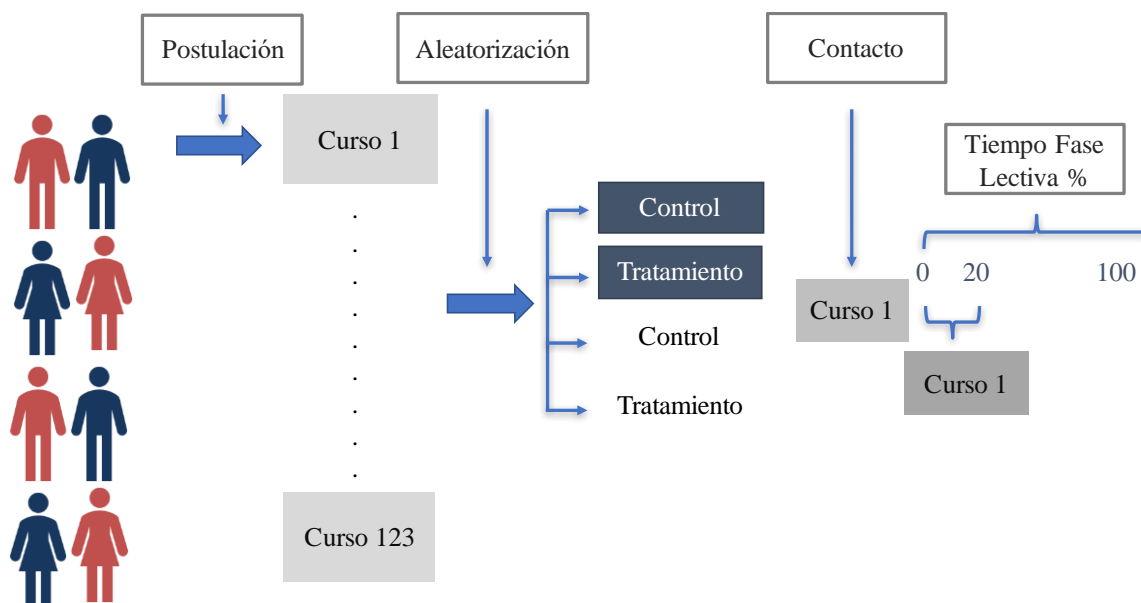 Postulación
Aleatorización
Contacto
Curso 1
.
.
.
.
.
.
.
.
.
Curso 123
Control
Tratamiento
Control
Tratamiento
Tiempo Fase
Lectiva %
0 20 100
Curso 1
Curso 1